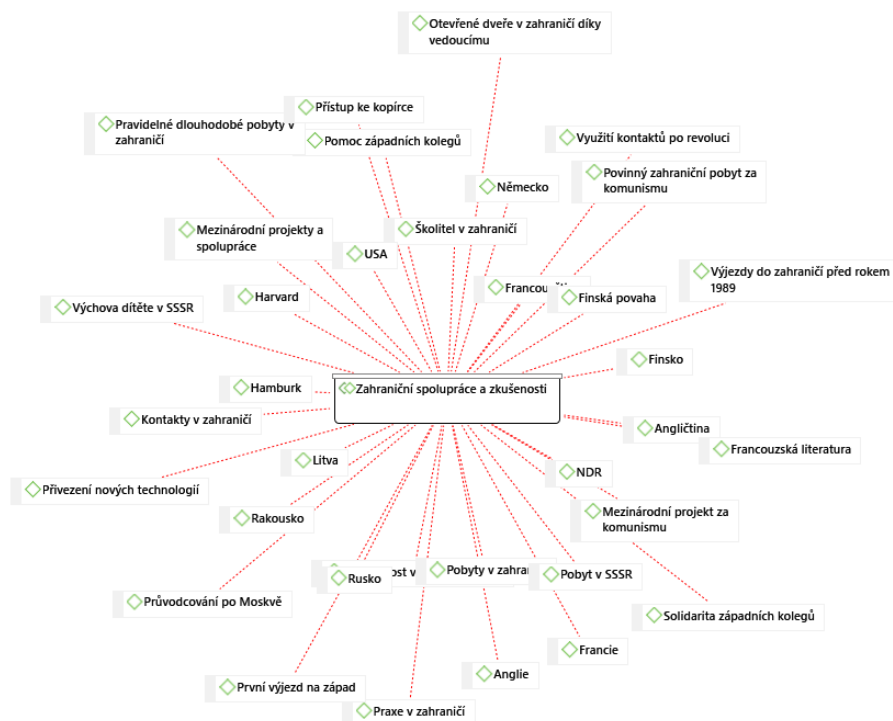 Otevřené dveře v zahraničí díky
vedoucímu
Přístup ke kopírce
Pravidelné dlouhodobé pobyty v
zahraničí
Pomoc západních kolegů
Využití kontaktů po revoluci
Povinný zahraniční pobyt za
komunismu
Německo
Mezinárodní projekty a
spolupráce
Školitel v zahraničí
USA
Výjezdy do zahraničí před rokem
1989
Harvard
Finská povaha
Výchova dítěte v SSSR
Finsko
Hamburk
Zahraniční spolupráce a zkušenosti
Kontakty v zahraničí
Angličtina
Francouzská literatura
Litva
NDR
Přivezení nových technologií
Rakousko
Mezinárodní projekt za
komunismu
Rusko
Pobyty v
Pobyt v SSSR
Průvodcování po Moskvě
Solidarita západních kolegů
Francie
Anglie
První výjezd na západ
Praxe v zahraničí